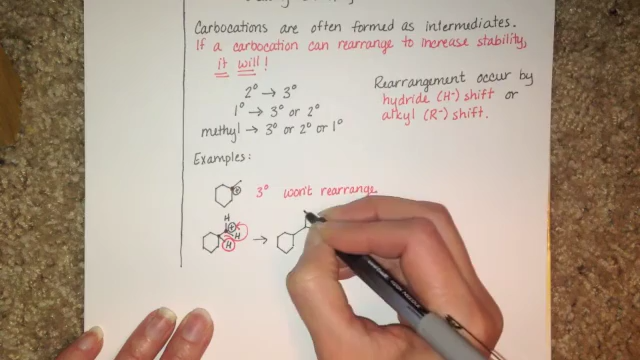 Carbocations are often formed as intermediates.
If a carbocation can rearrange to increase stability,
it will!
2° → 3°
1° → 3° or 2°
methyl → 3° or 2° or 1°
Rearrangement occur by
hydride (H⁻) shift or
alkyl (R⁻) shift.
Examples:
⊕ 3° won't rearrange
H
⊕
H
H →